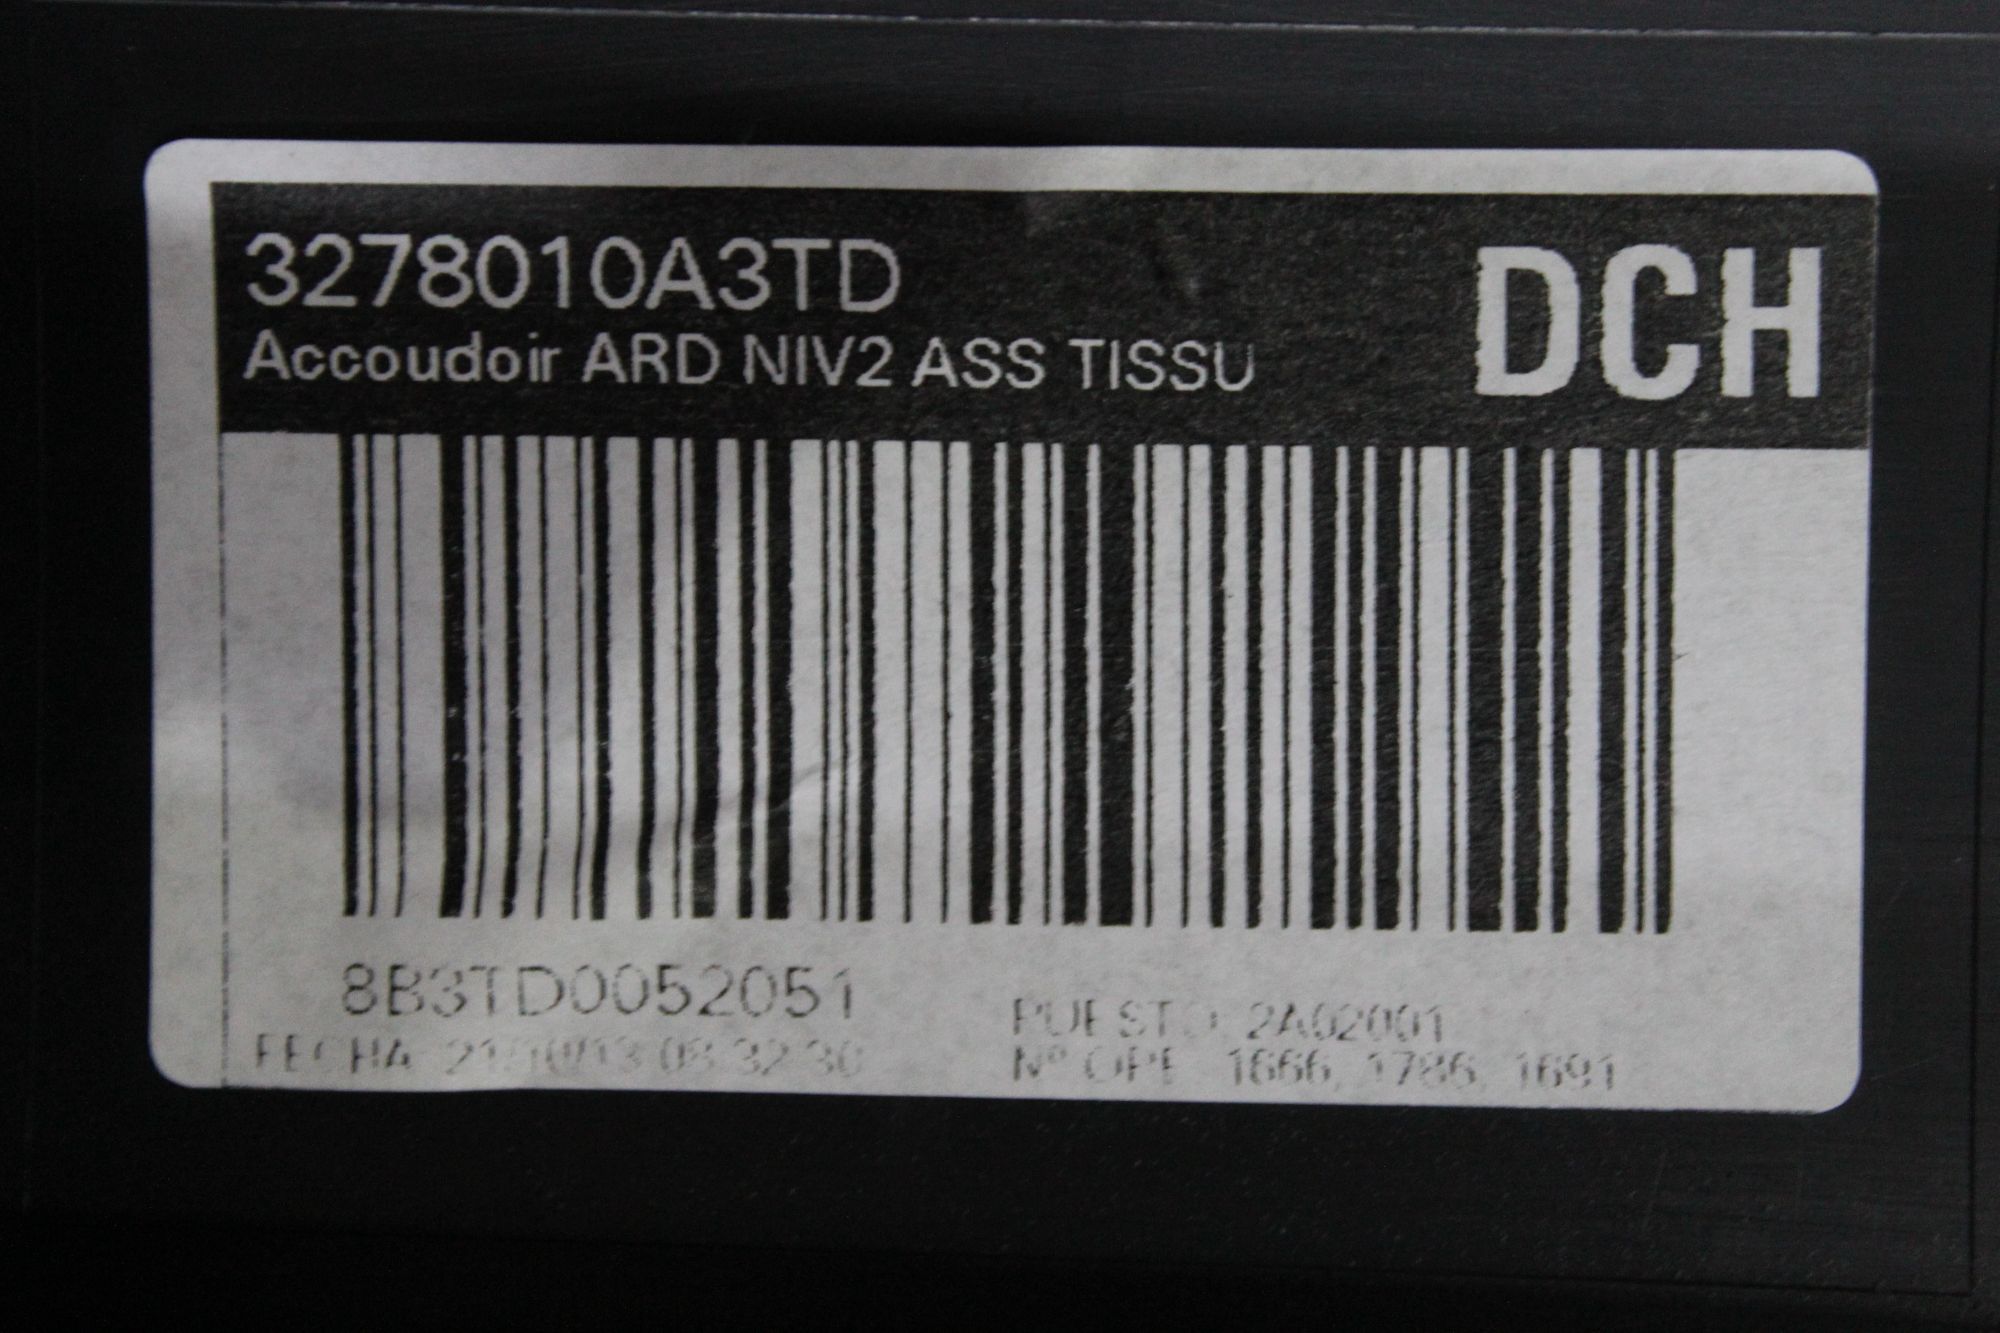 3278010A3TD
DCH
Accoudoir ARD NIV2 ASS TISSU
8B3TD0052051
PUESTO: 2A02001
FECHA: 21/10/13 32:30
Nº OPE: 1666, 1786, 1691